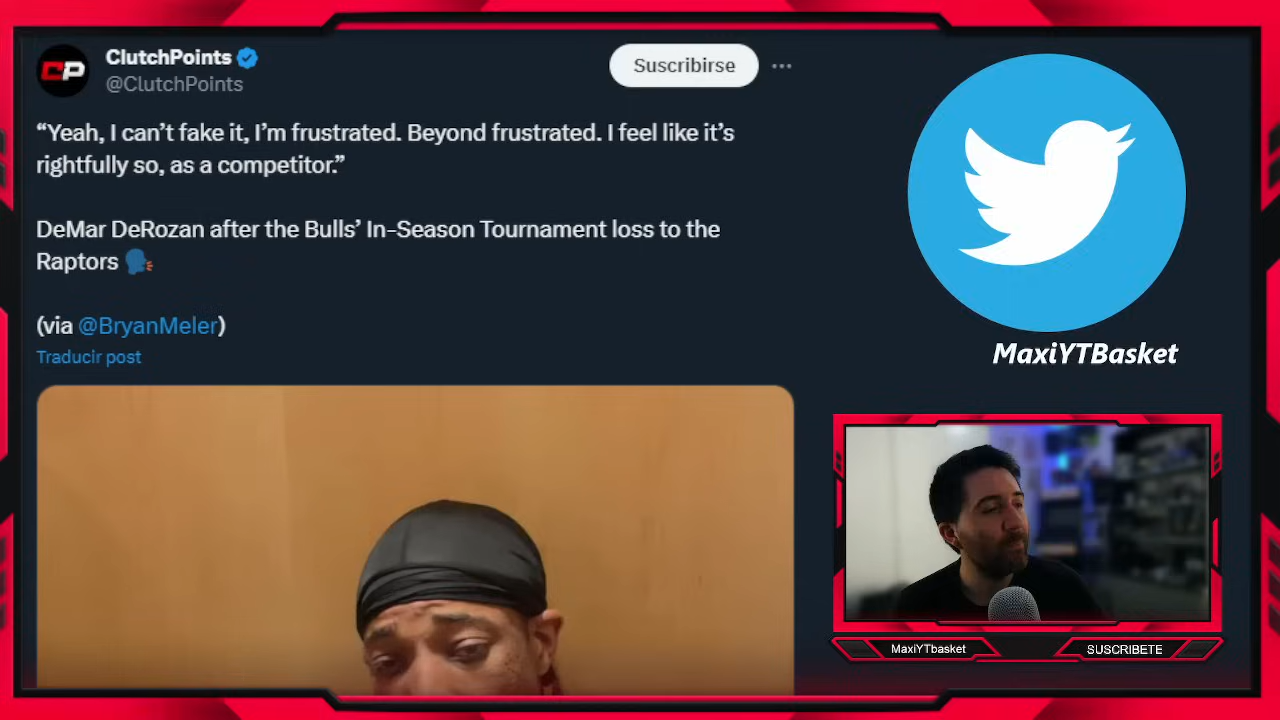 ClutchPoints
@ClutchPoints
CP
Suscribirse
“Yeah, I can’t fake it, I’m frustrated. Beyond frustrated. I feel like it’s
rightfully so, as a competitor.”
DeMar DeRozan after the Bulls’ In-Season Tournament loss to the
Raptors
(via @BryanMeler)
Traducir post
MaxiYTBasket
MaxiYTbasket
SUSCRIBETE